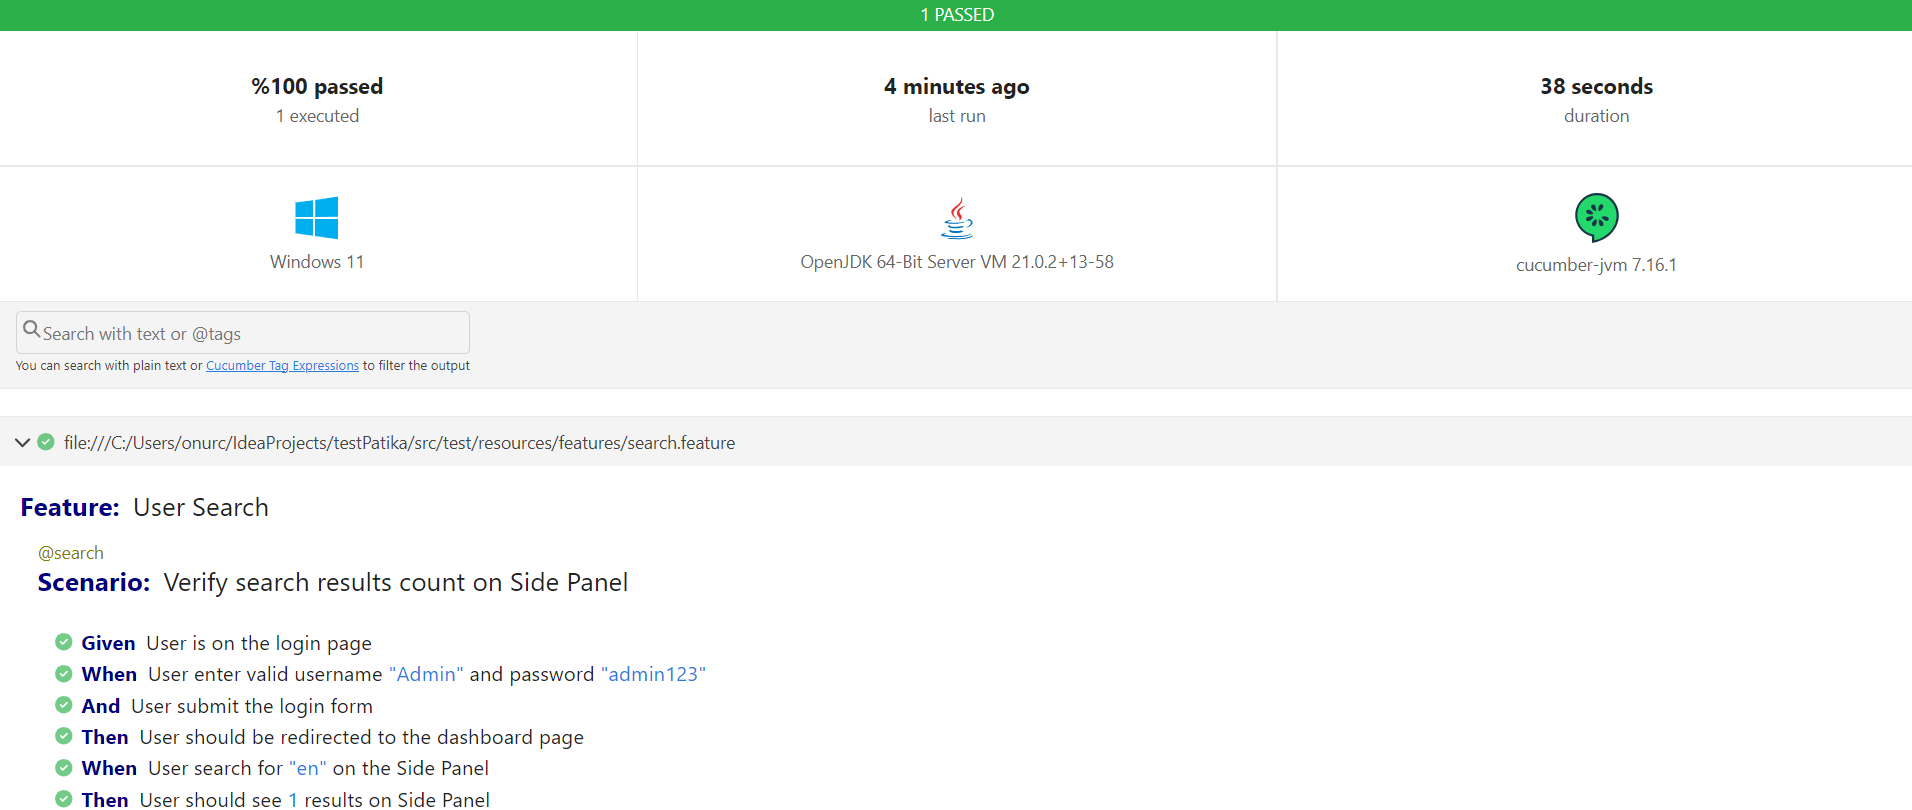 1 PASSED
%100 passed
1 executed
4 minutes ago
last run
38 seconds
duration
Windows 11
OpenJDK 64-Bit Server VM 21.0.2+13-58
cucumber-jvm 7.16.1
Search with text or @tags
You can search with plain text or Cucumber Tag Expressions to filter the output
file:///C:/Users/onurc/IdeaProjects/testPatika/src/test/resources/features/search.feature
Feature: User Search
@search
Scenario: Verify search results count on Side Panel
Given User is on the login page
When User enter valid username "Admin" and password "admin123"
And User submit the login form
Then User should be redirected to the dashboard page
When User search for "en" on the Side Panel
Then User should see 1 results on Side Panel